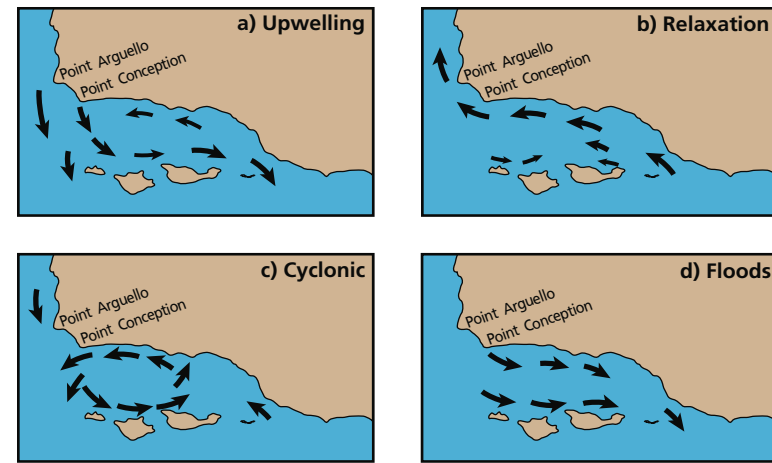 a) Upwelling
Point Arguello
Point Conception
b) Relaxation
Point Arguello
Point Conception
c) Cyclonic
Point Arguello
Point Conception
d) Floods
Point Arguello
Point Conception